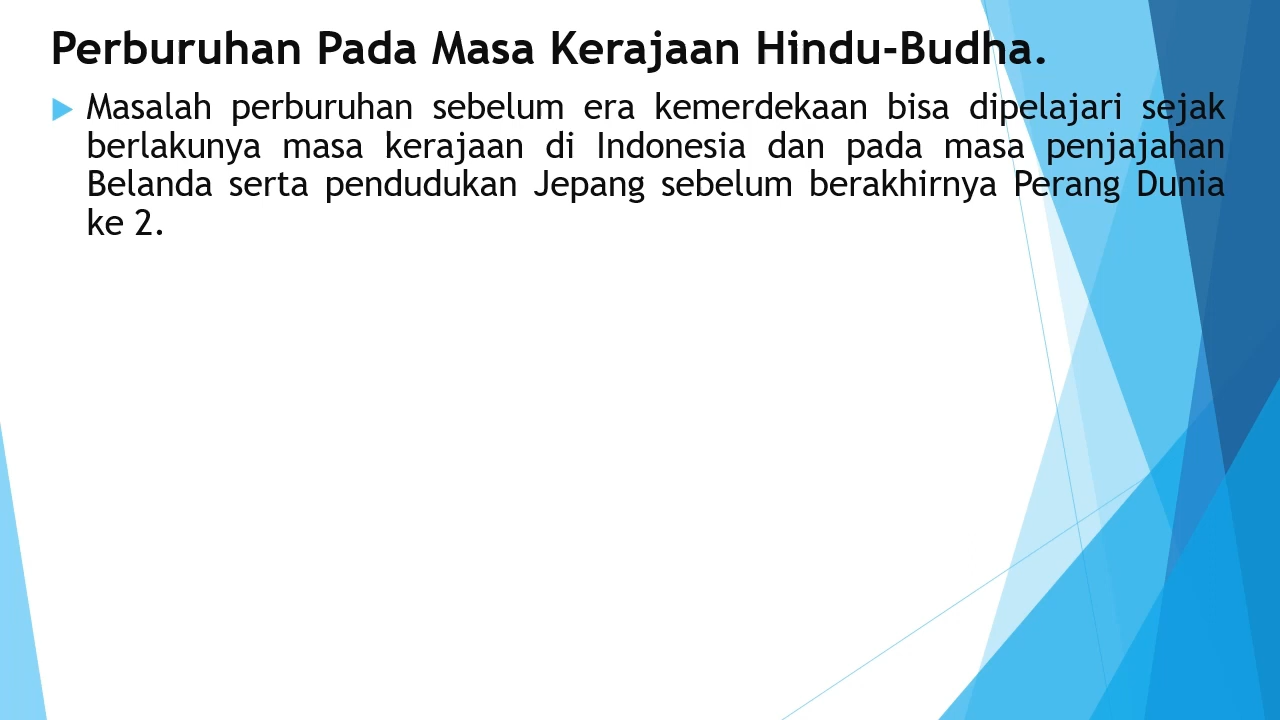 Perburuhan Pada Masa Kerajaan Hindu-Budha.
Masalah perburuhan sebelum era kemerdekaan bisa dipelajari sejak
berlakunya masa kerajaan di Indonesia dan pada masa penjajahan
Belanda serta pendudukan Jepang sebelum berakhirnya Perang Dunia
ke 2.